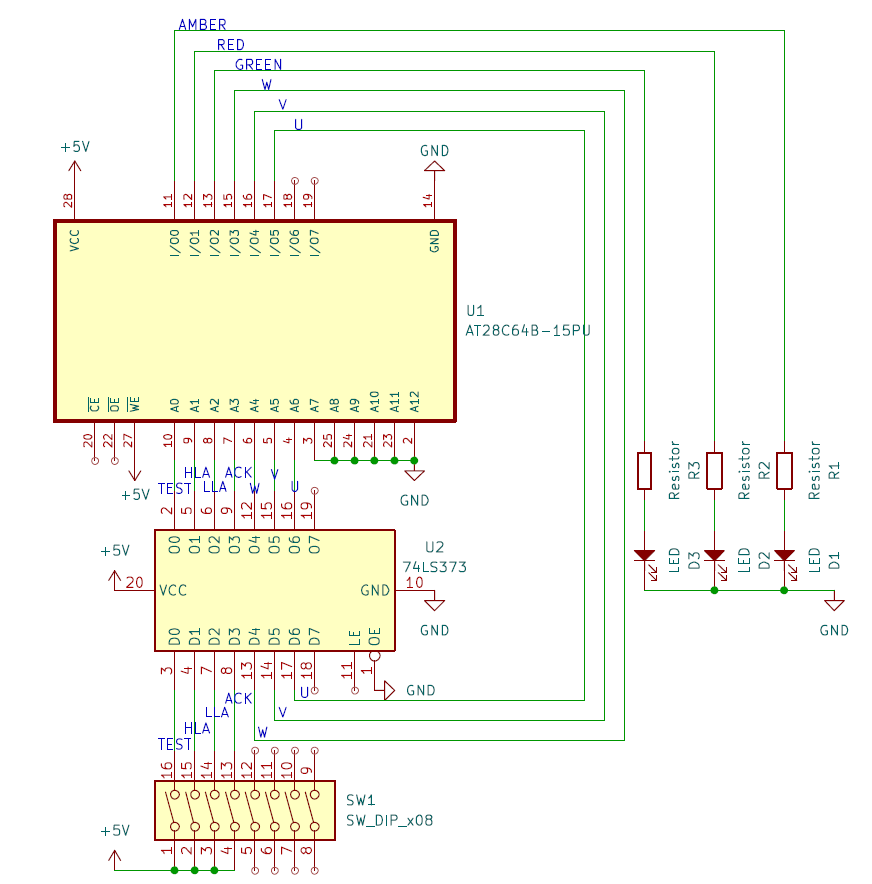 AMBER
RED
GREEN
W
V
U
+5V
GND
28
11
12
13
15
16
17
18
19
14
VCC
I/O0
I/O1
I/O2
I/O3
I/O4
I/O5
I/O6
I/O7
GND
U1
AT28C64B-15PU
CE
OE
WE
A0
A1
A2
A3
A4
A5
A6
A7
A8
A9
A10
A11
A12
20
22
27
10
9
8
7
6
5
4
3
25
24
21
23
2
+5V
GND
HLA
ACK
V
TEST
LLA
W
U
2
5
6
9
12
15
16
19
Resistor
R3
Resistor
R2
Resistor
R1
O0
O1
O2
O3
O4
O5
O6
O7
U2
74LS373
+5V
20
VCC
GND
10
GND
LED
D3
LED
D2
LED
D1
GND
D0
D1
D2
D3
D4
D5
D6
D7
LE
OE
3
4
7
8
13
14
17
18
11
1
GND
U
ACK
LLA
V
HLA
W
TEST
16
15
14
13
12
11
10
9
SW1
SW_DIP_x08
+5V
1
2
3
4
5
6
7
8